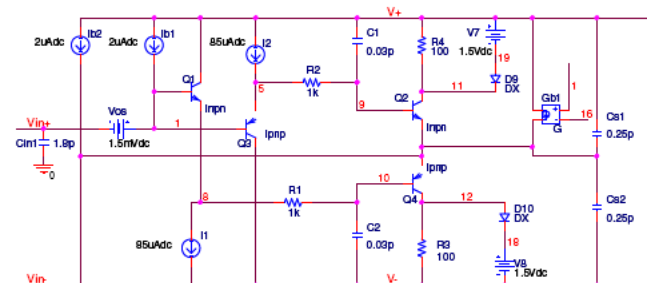 V+
Ib2
2uAdc
Ib1
2uAdc
I2
85uAdc
C1
0.03p
R4
100
V7
1.5Vdc
19
D9
DX
11
Q1
lnpn
5
R2
1k
9
Q2
lnpn
Gb1
G
1
16
Cs1
0.25p
Vin+
Vos
1.5mVdc
1
Q3
lpnp
Cin1
1.8p
0
lpnp
Q4
10
8
R1
1k
12
D10
DX
Cs2
0.25p
I1
85uAdc
C2
0.03p
R3
100
18
V8
1.5Vdc
Vin-
V-